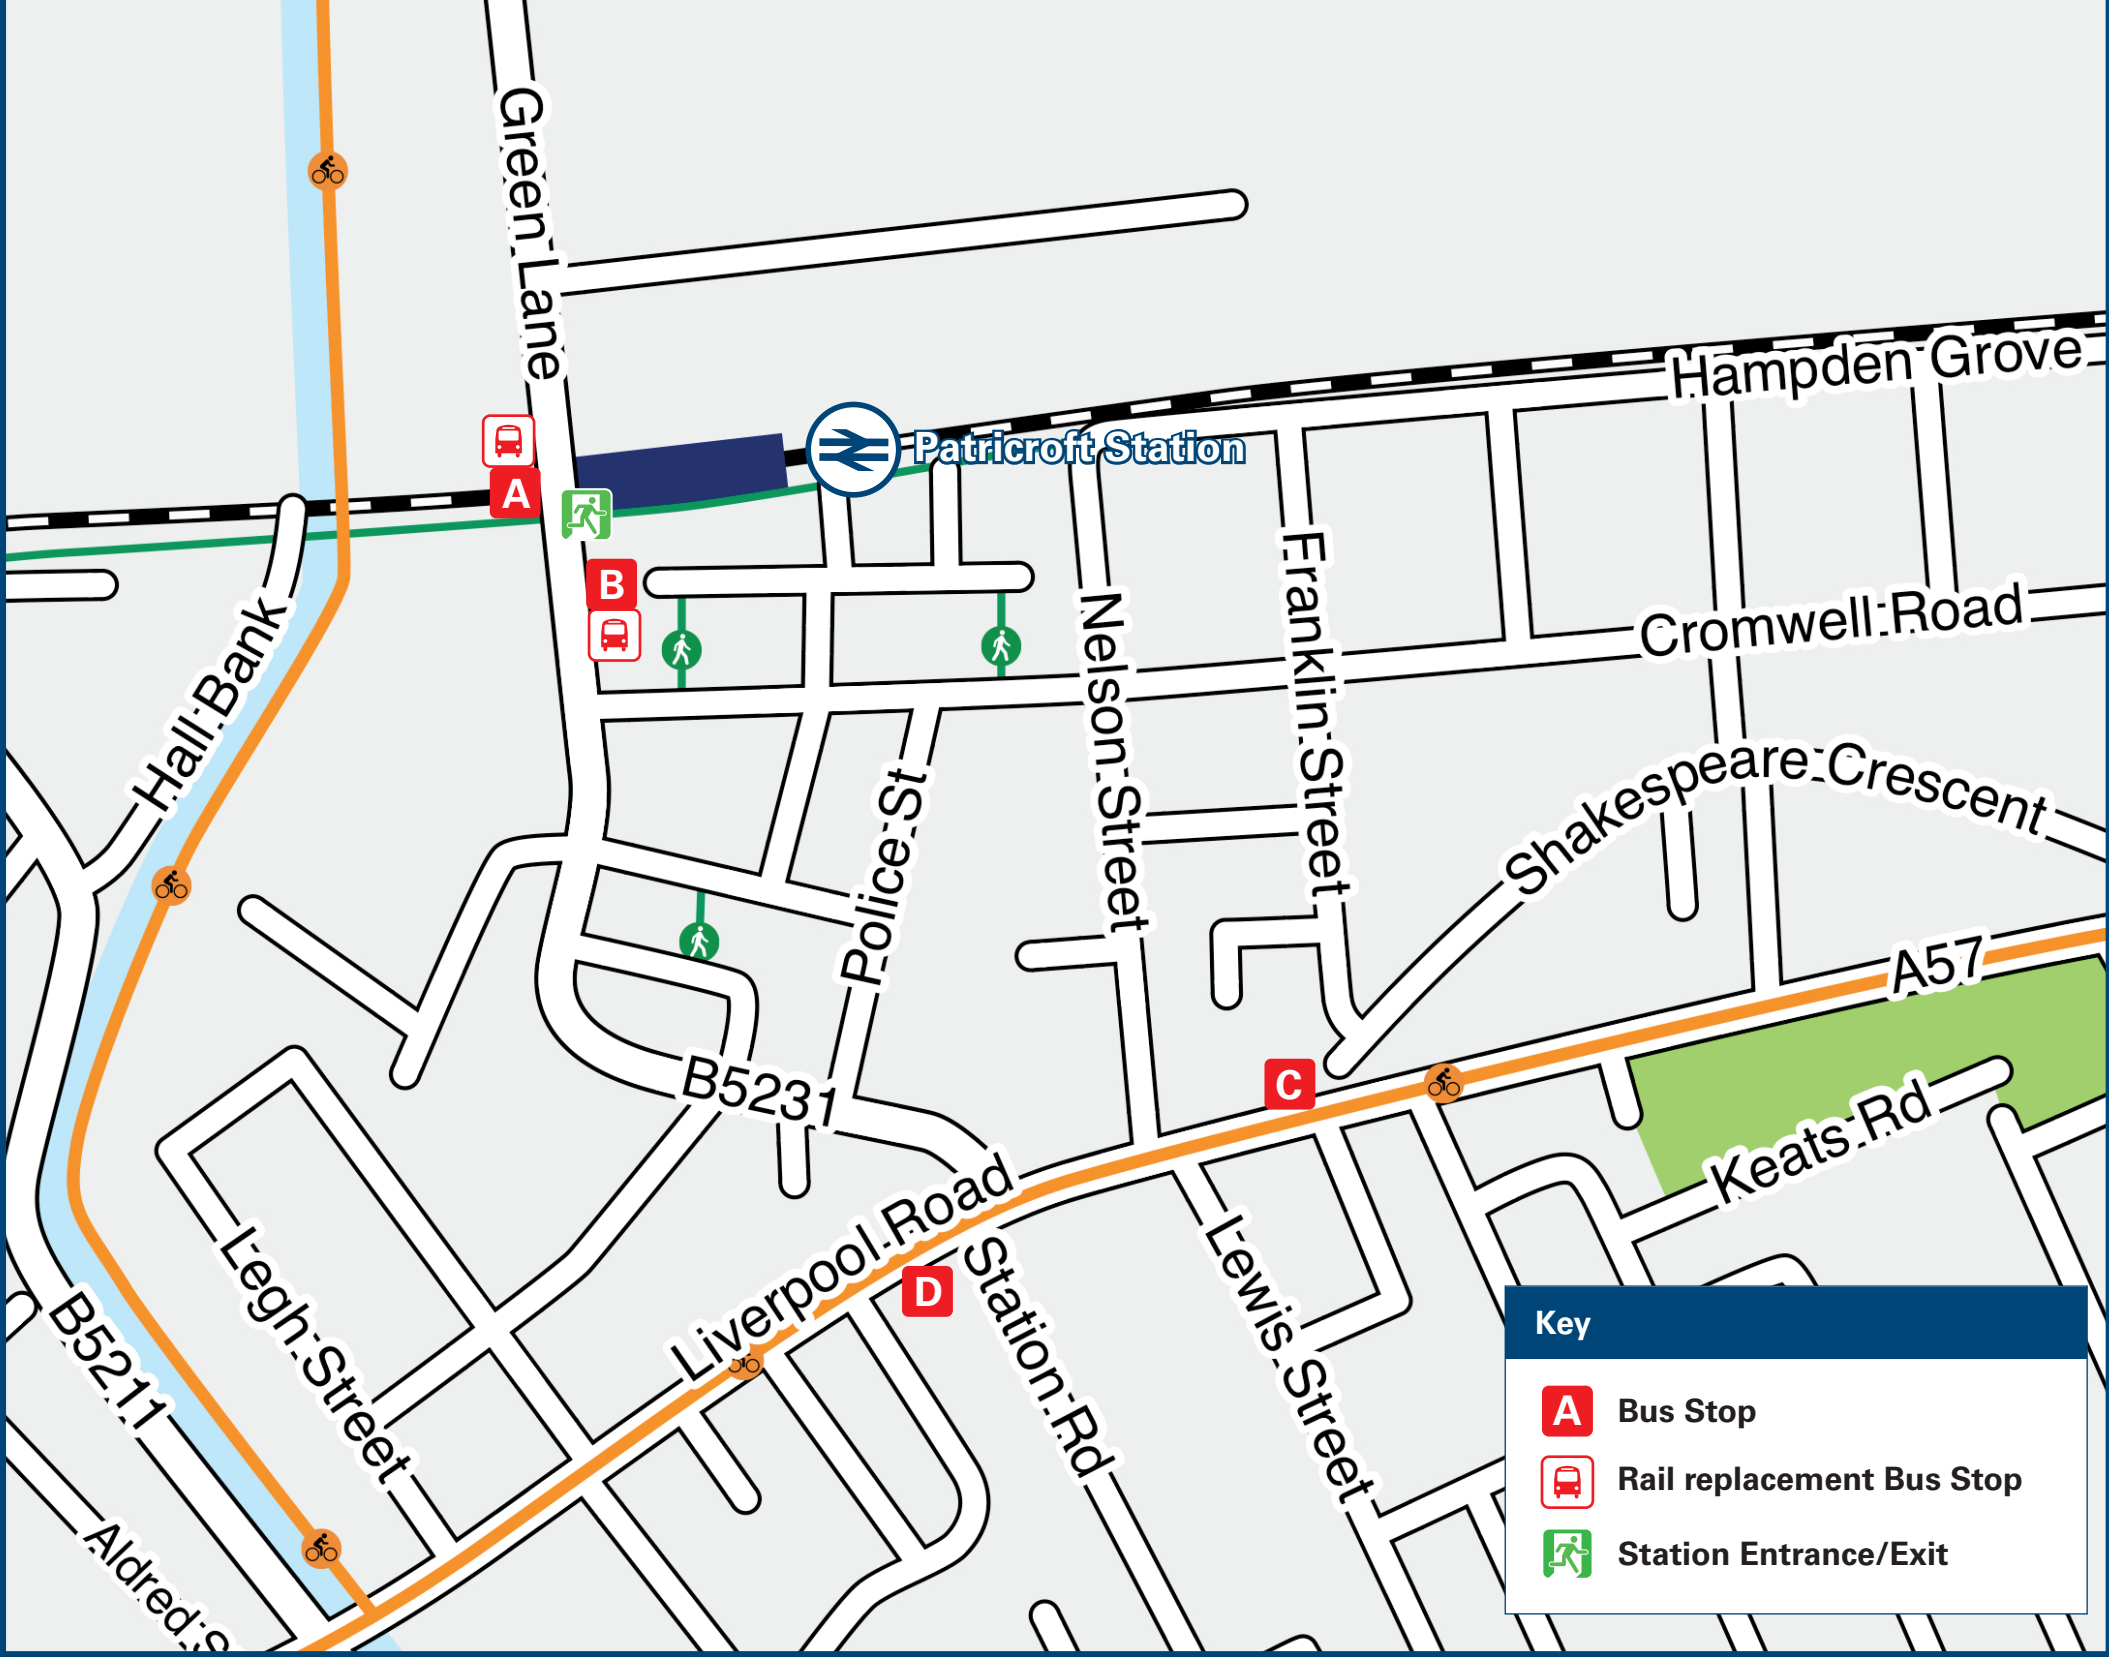 Green Lane
Hampden Grove
Patricroft Station
A
B
Franklin Street
Nelson Street
Cromwell Road
Hall Bank
Shakespeare Crescent
Police St
A57
C
B5231
Keats Rd
Liverpool Road
D
Station Rd
Lewis Street
Legh Street
B5211
Aldred S
Key
A Bus Stop
Rail replacement Bus Stop
Station Entrance/Exit